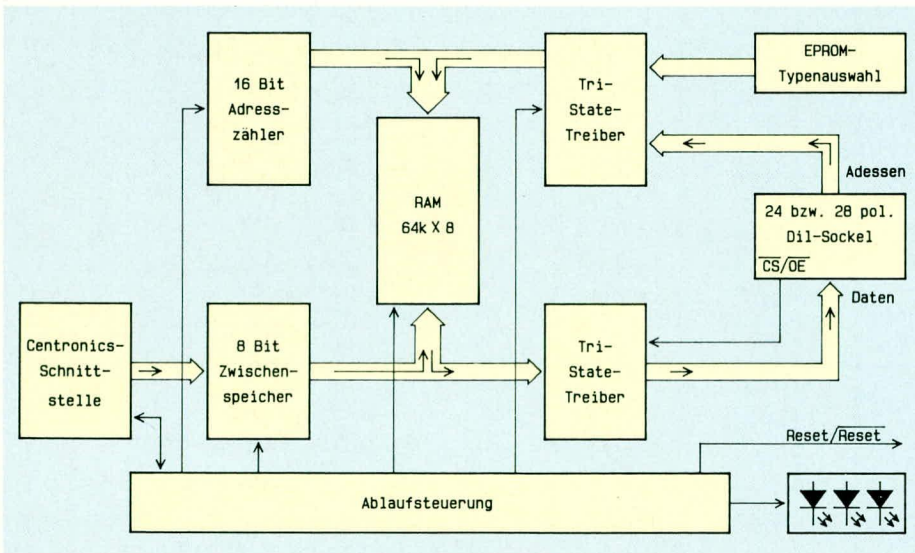 16 Bit
Adress-
zähler
Tri-
State-
Treiber
EPROM-
Typenauswahl
RAM
64k X 8
Adessen
24 bzw. 28 pol.
Dil-Sockel
CS/OE
Daten
Centronics-
Schnitt-
stelle
8 Bit
Zwischen-
speicher
Tri-
State-
Treiber
Reset/Reset
Ablaufsteuerung